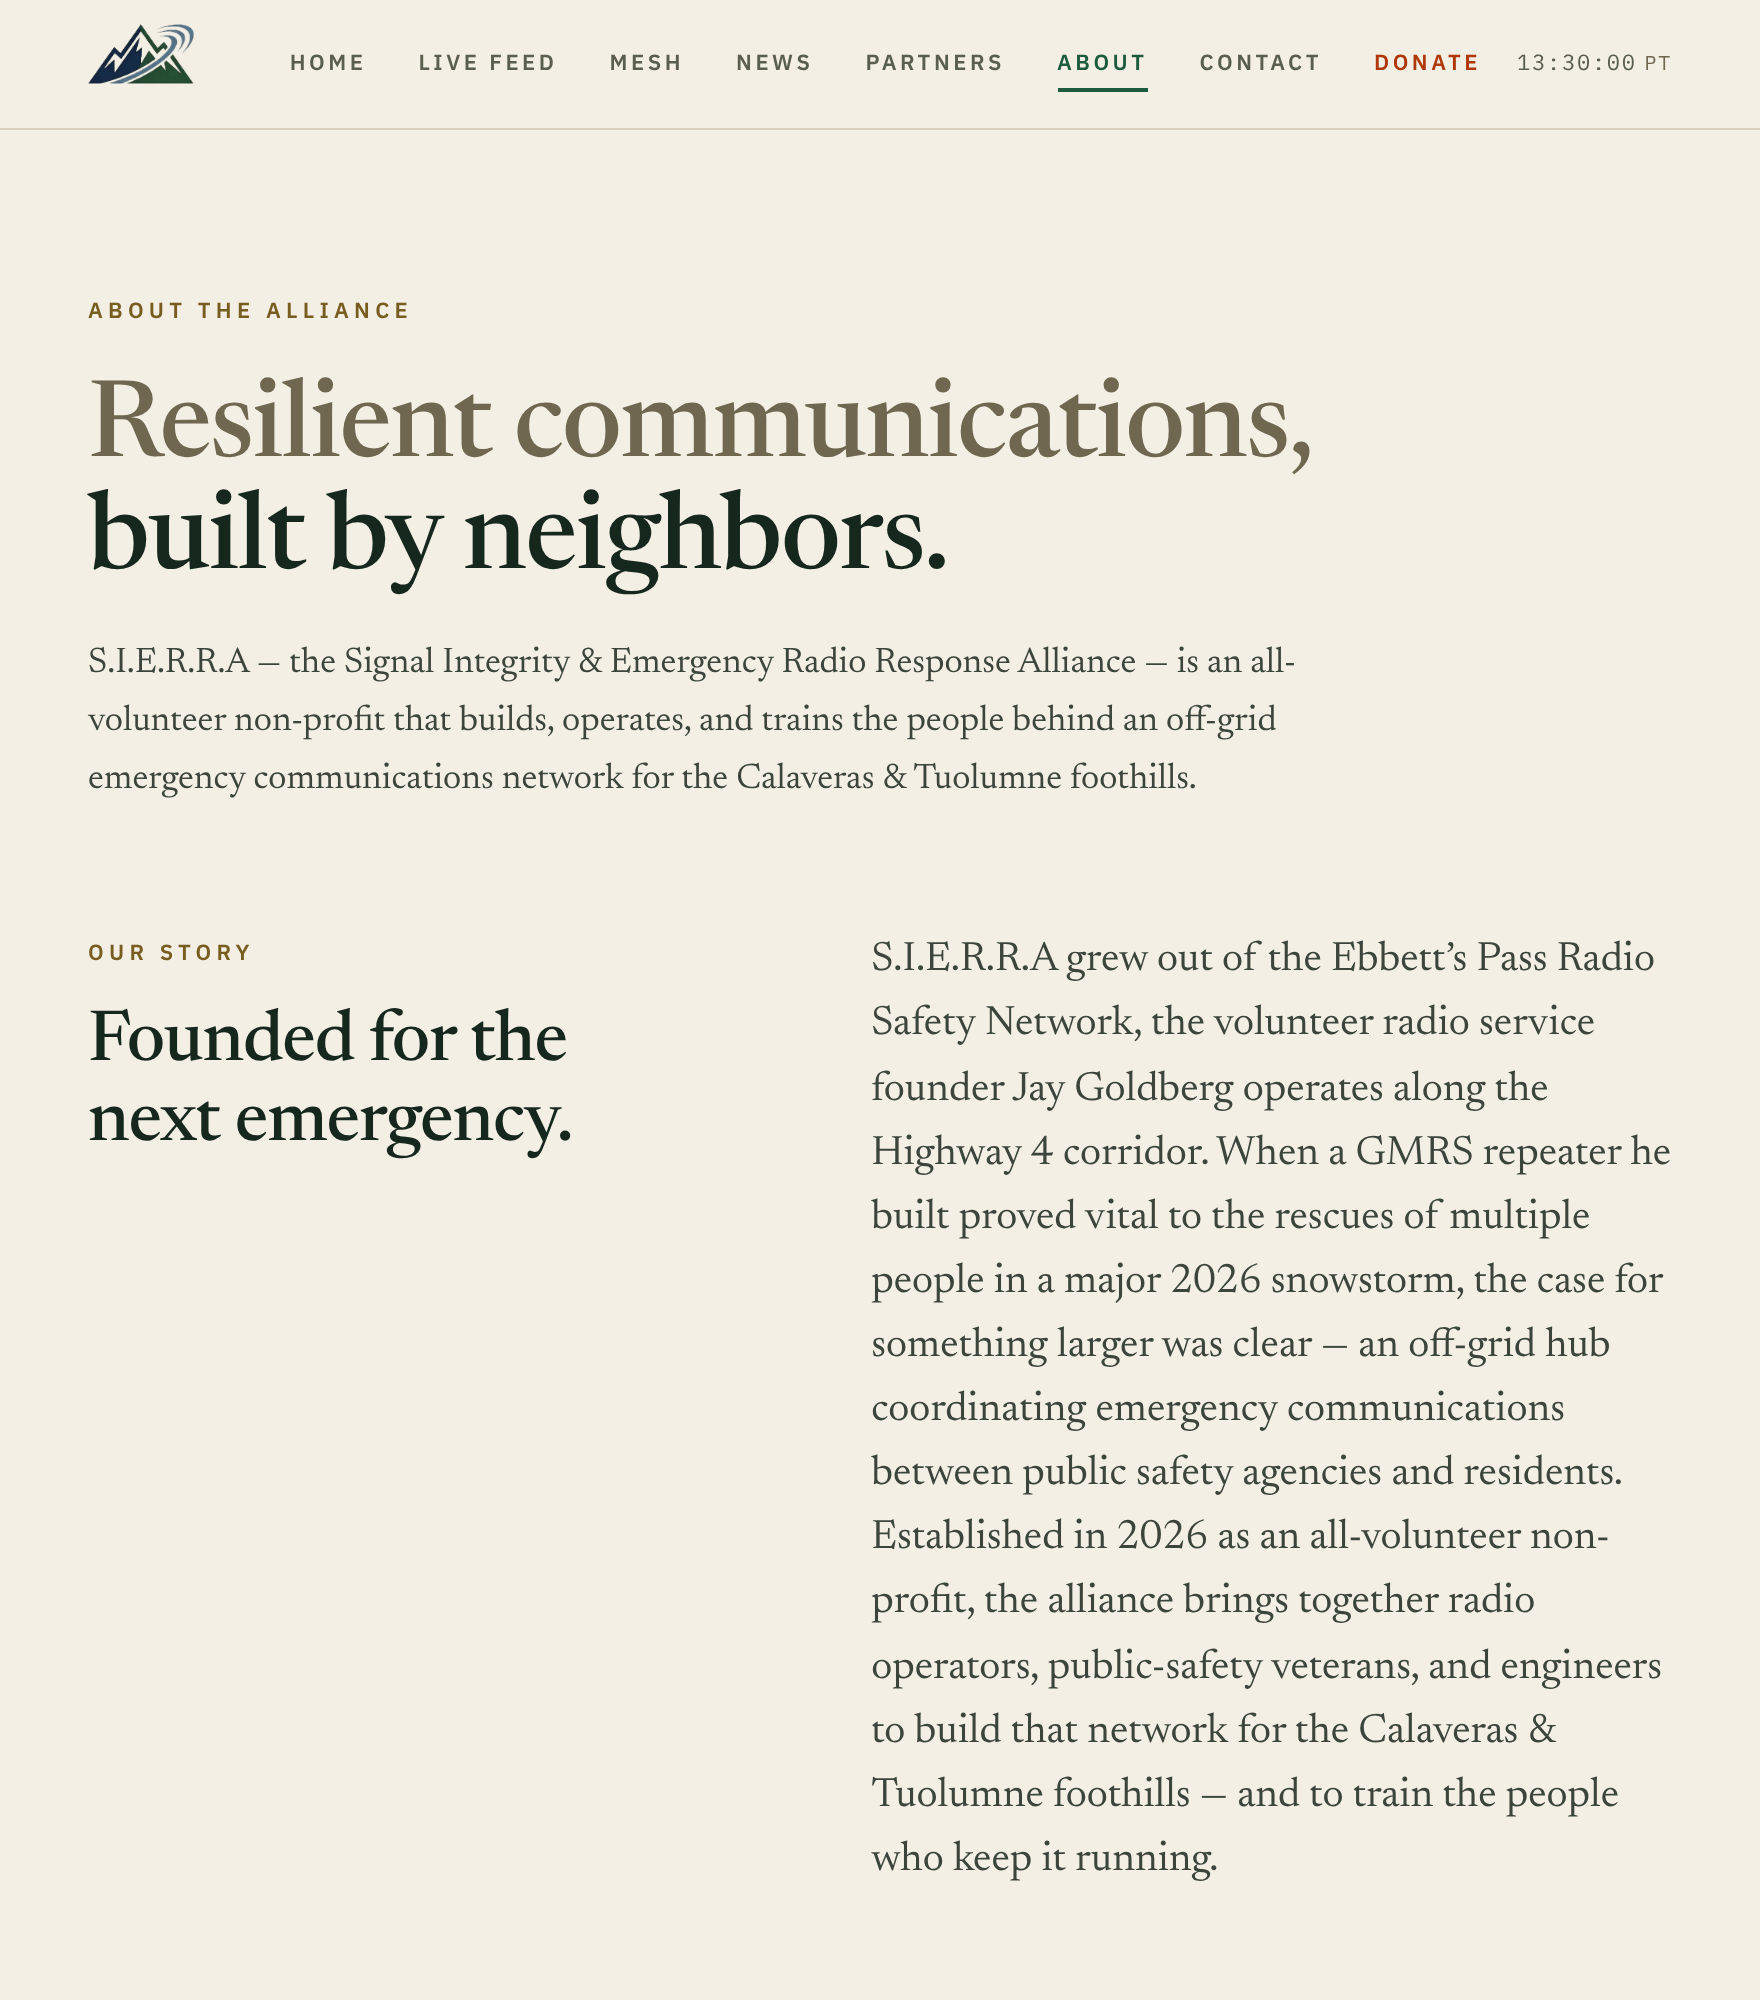 HOME LIVE FEED MESH NEWS PARTNERS ABOUT CONTACT DONATE 13:30:00 PT
ABOUT THE ALLIANCE
Resilient communications,
built by neighbors.
S.I.E.R.R.A – the Signal Integrity & Emergency Radio Response Alliance – is an all-
volunteer non-profit that builds, operates, and trains the people behind an off-grid
emergency communications network for the Calaveras & Tuolumne foothills.
OUR STORY
Founded for the
next emergency.
S.I.E.R.R.A grew out of the Ebbett’s Pass Radio
Safety Network, the volunteer radio service
founder Jay Goldberg operates along the
Highway 4 corridor. When a GMRS repeater he
built proved vital to the rescues of multiple
people in a major 2026 snowstorm, the case for
something larger was clear – an off-grid hub
coordinating emergency communications
between public safety agencies and residents.
Established in 2026 as an all-volunteer non-
profit, the alliance brings together radio
operators, public-safety veterans, and engineers
to build that network for the Calaveras &
Tuolumne foothills – and to train the people
who keep it running.